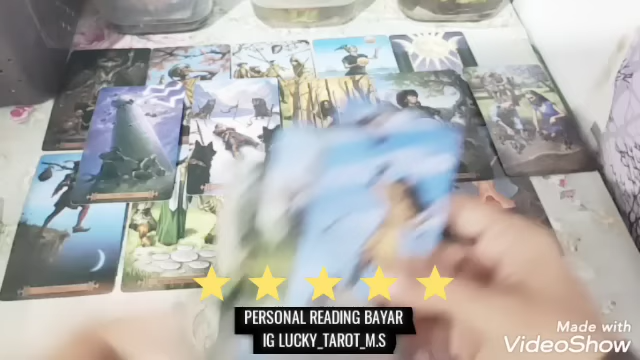 PERSONAL READING BAYAR
IG LUCKY_TAROT_M.S
Made with
VideoShow